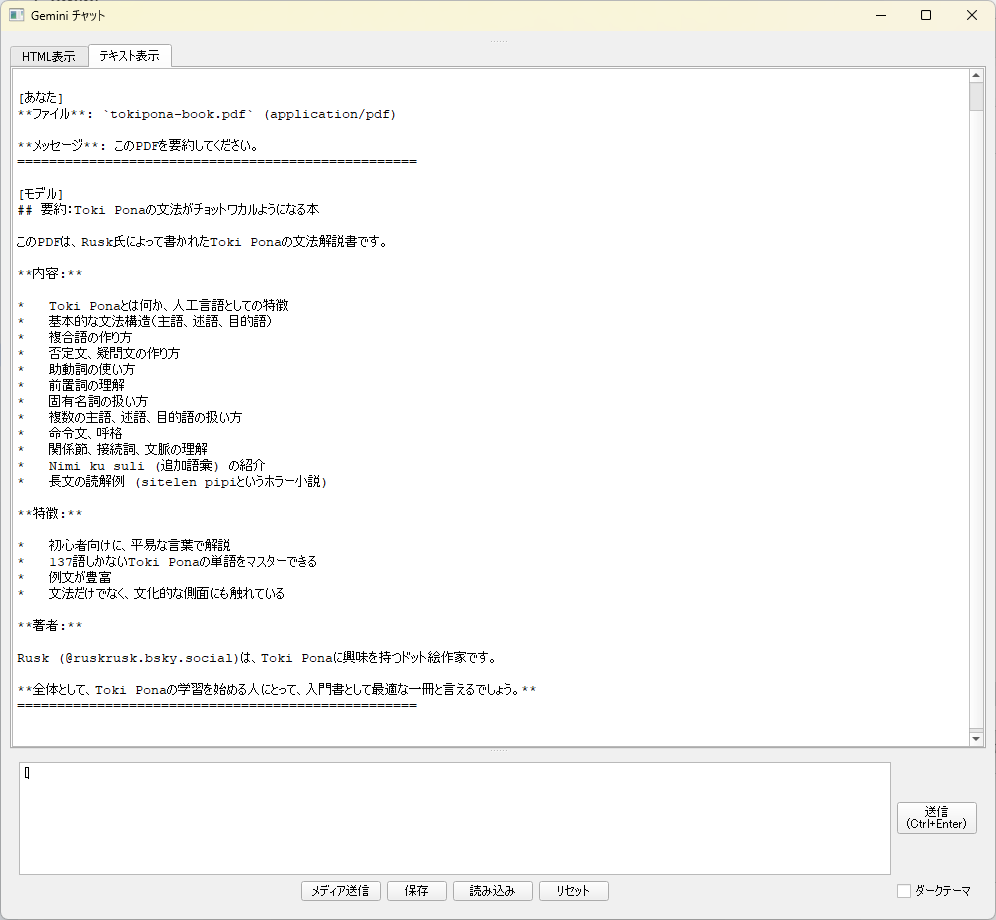 Gemini チャット
HTML表示
テキスト表示
[あなた]
**ファイル**: `tokipona-book.pdf` (application/pdf)
**メッセージ**: このPDFを要約してください。
==================================================
[モデル]
## 要約:Toki Ponaの文法がチョットワカルようになる本
このPDFは、Rusk氏によって書かれたToki Ponaの文法解説書です。
**内容:**
*   Toki Ponaとは何か、人工言語としての特徴
*   基本的な文法構造(主語、述語、目的語)
*   複合語の作り方
*   否定文、疑問文の作り方
*   助動詞の使い方
*   前置詞の理解
*   固有名詞の扱い方
*   複数の主語、述語、目的語の扱い方
*   命令文、呼格
*   関係節、接続詞、文脈の理解
*   Nimi ku suli (追加語彙) の紹介
*   長文の読解例 (sitelen pipiというホラー小説)
**特徴:**
*   初心者向けに、平易な言葉で解説
*   137語しかないToki Ponaの単語をマスターできる
*   例文が豊富
*   文法だけでなく、文化的な側面にも触れている
**著者:**
Rusk (@ruskrusk.bsky.social)は、Toki Ponaに興味を持つドット絵作家です。
**全体として、Toki Ponaの学習を始める人にとって、入門書として最適な一冊と言えるでしょう。**
==================================================
送信
(Ctrl+Enter)
メディア送信
保存
読み込み
リセット
ダークテーマ